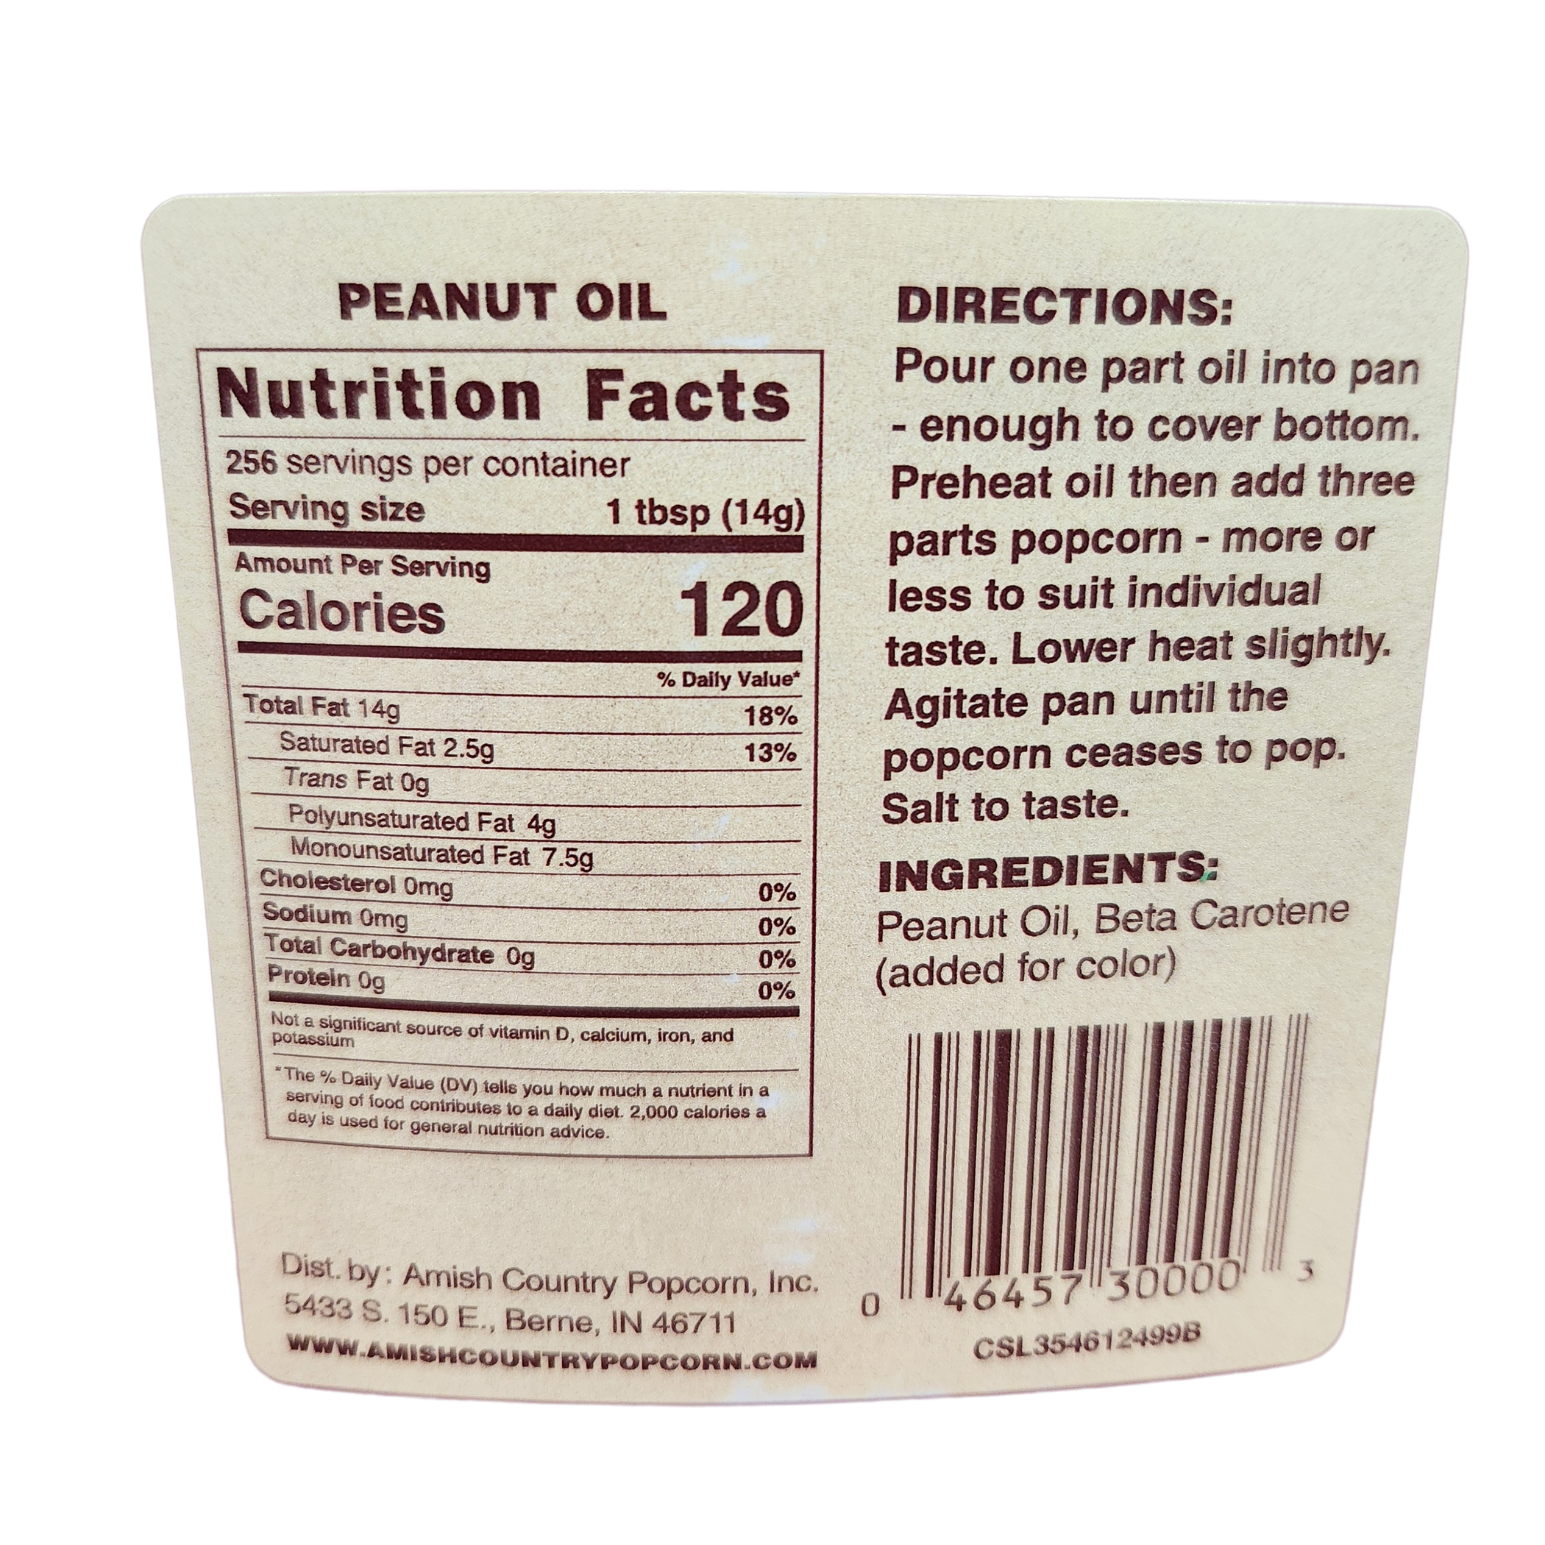 PEANUT OIL
Nutrition Facts
256 servings per container
Serving size 1 tbsp (14g)
Amount Per Serving
Calories 120
% Daily Value*
Total Fat 14g 18%
Saturated Fat 2.5g 13%
Trans Fat 0g
Polyunsaturated Fat 4g
Monounsaturated Fat 7.5g
Cholesterol 0mg 0%
Sodium 0mg 0%
Total Carbohydrate 0g 0%
Protein 0g 0%
Not a significant source of vitamin D, calcium, iron, and
potassium
*The % Daily Value (DV) tells you how much a nutrient in a
serving of food contributes to a daily diet. 2,000 calories a
day is used for general nutrition advice.
Dist. by: Amish Country Popcorn, Inc.
5433 S. 150 E., Berne, IN 46711
WWW.AMISHCOUNTRYPOPCORN.COM
DIRECTIONS:
Pour one part oil into pan
- enough to cover bottom.
Preheat oil then add three
parts popcorn - more or
less to suit individual
taste. Lower heat slightly.
Agitate pan until the
popcorn ceases to pop.
Salt to taste.
INGREDIENTS:
Peanut Oil, Beta Carotene
(added for color)
0 46457 30000 3
CSL354612499B